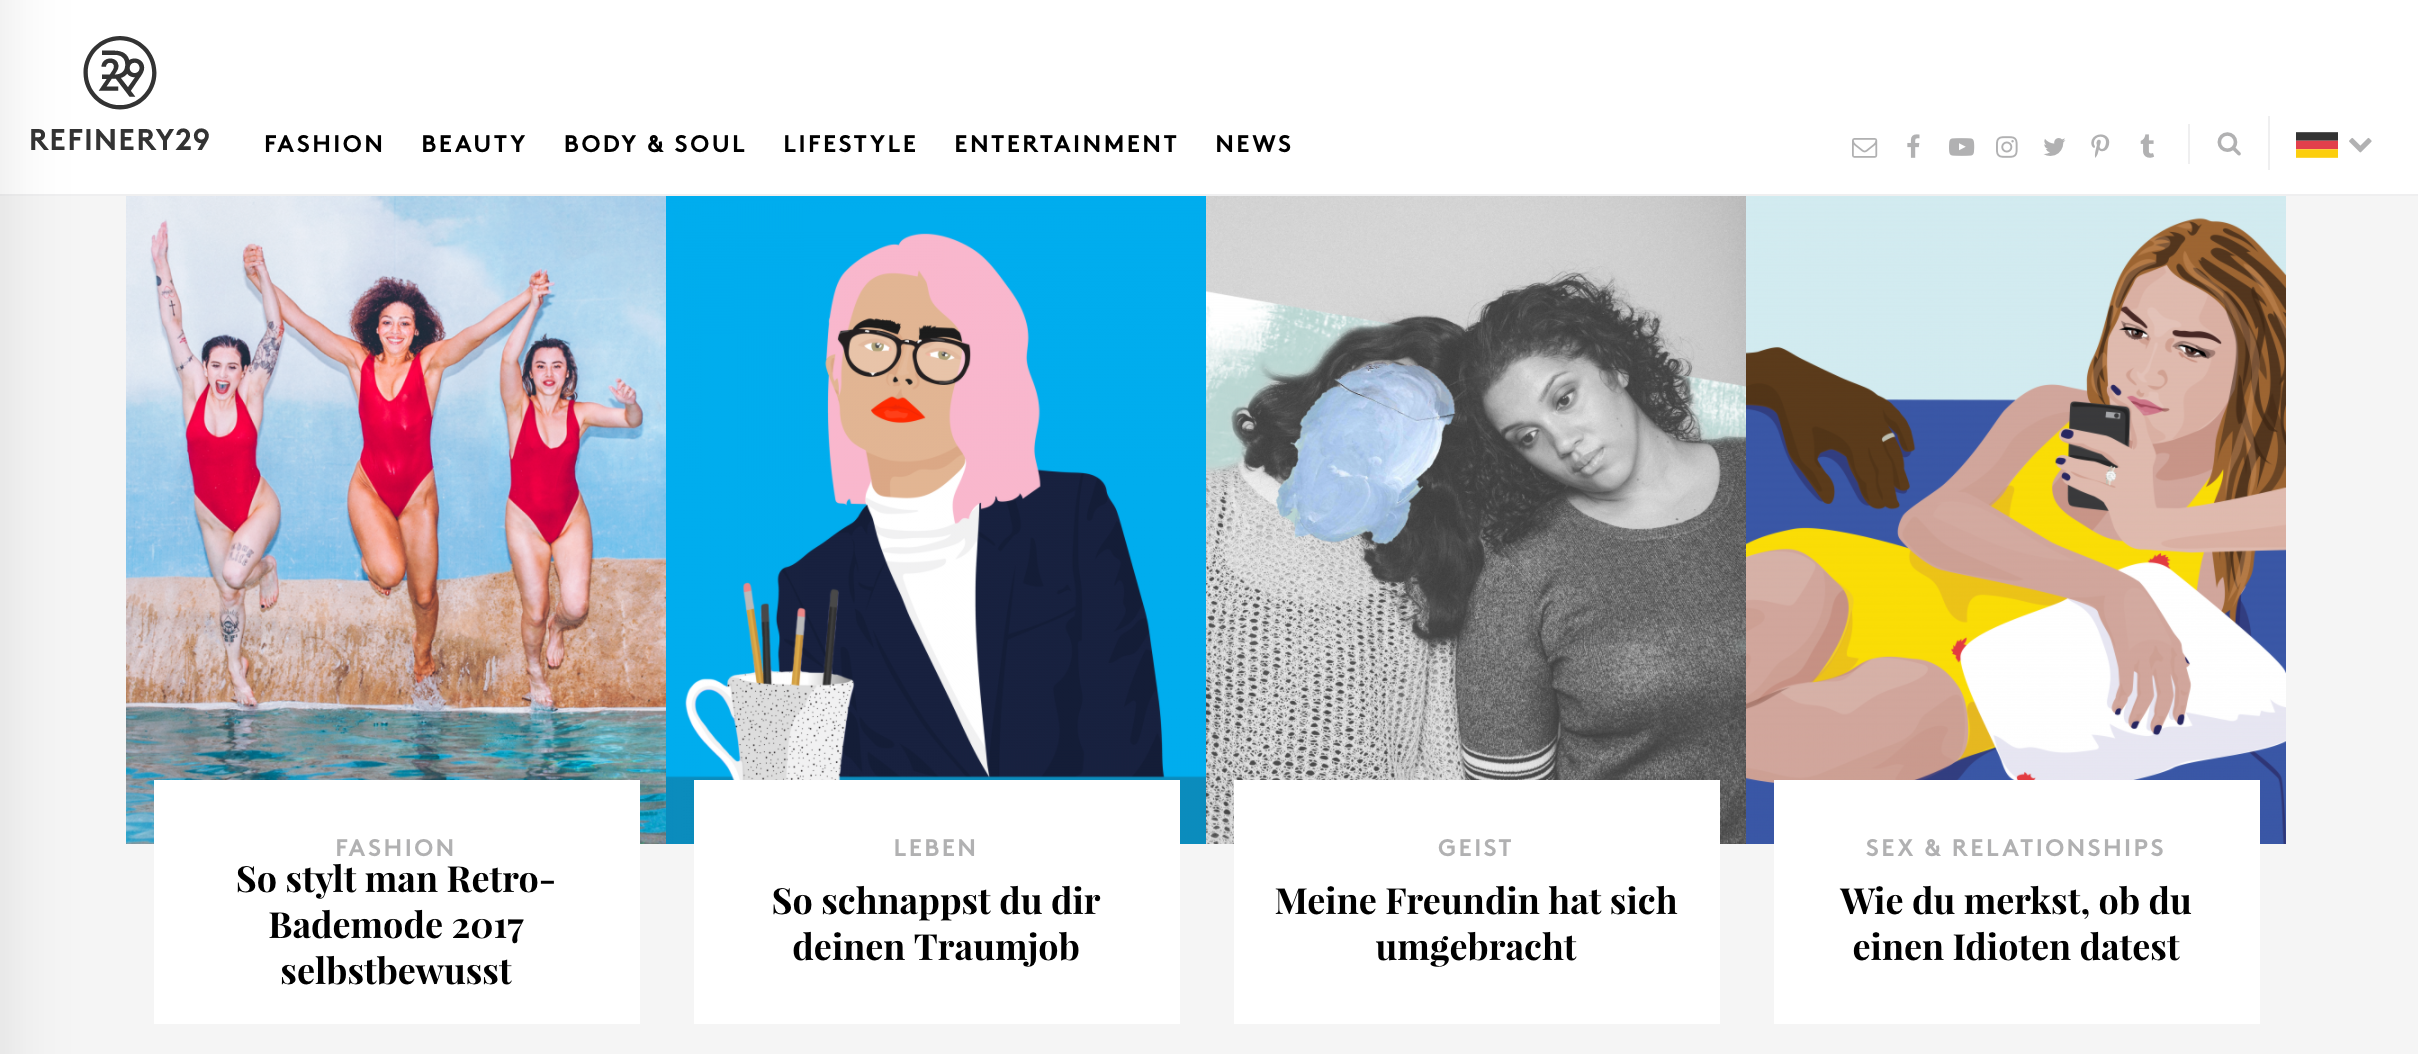 REFINERY29
FASHION BEAUTY BODY & SOUL LIFESTYLE ENTERTAINMENT NEWS
FASHION
So stylt man Retro-
Bademode 2017
selbstbewusst
LEBEN
So schnappst du dir
deinen Traumjob
GEIST
Meine Freundin hat sich
umgebracht
SEX & RELATIONSHIPS
Wie du merkst, ob du
einen Idioten datest